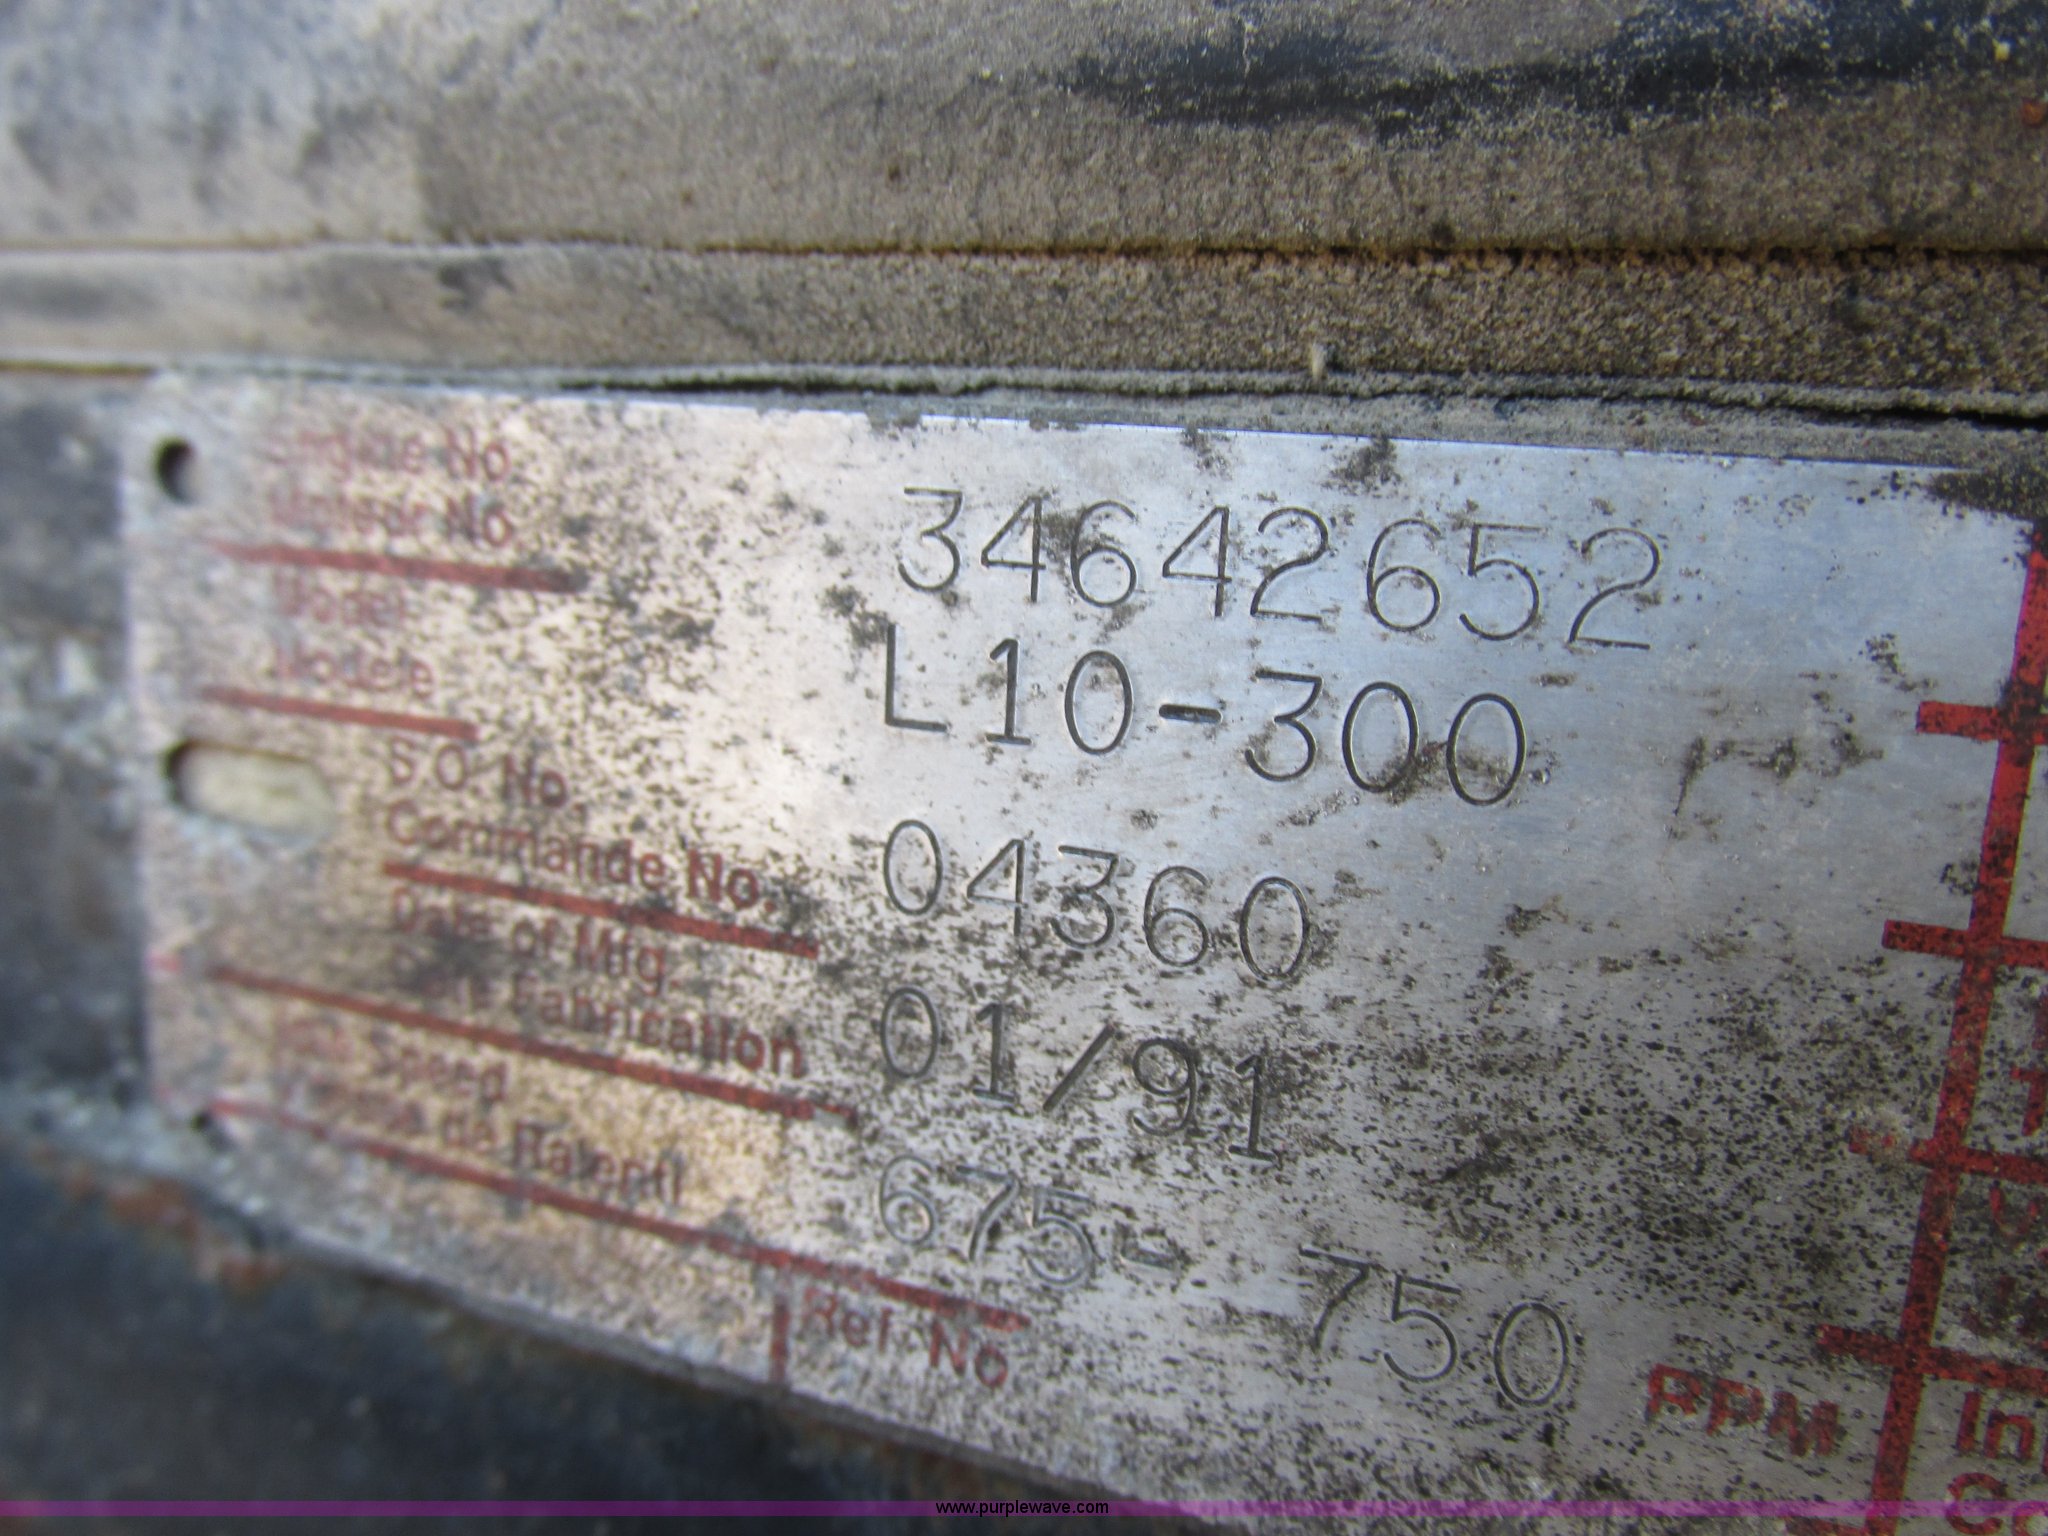 Engine No 34642652
Moteur No
Model L10-300
Modele
S.O. No. 04360
Commande No.
Date of Mfg. 01/91
Date Fabrication
Idle Speed 675- 750 RPM
Vitesse de Ralenti
Ref. No
www.purplewave.com